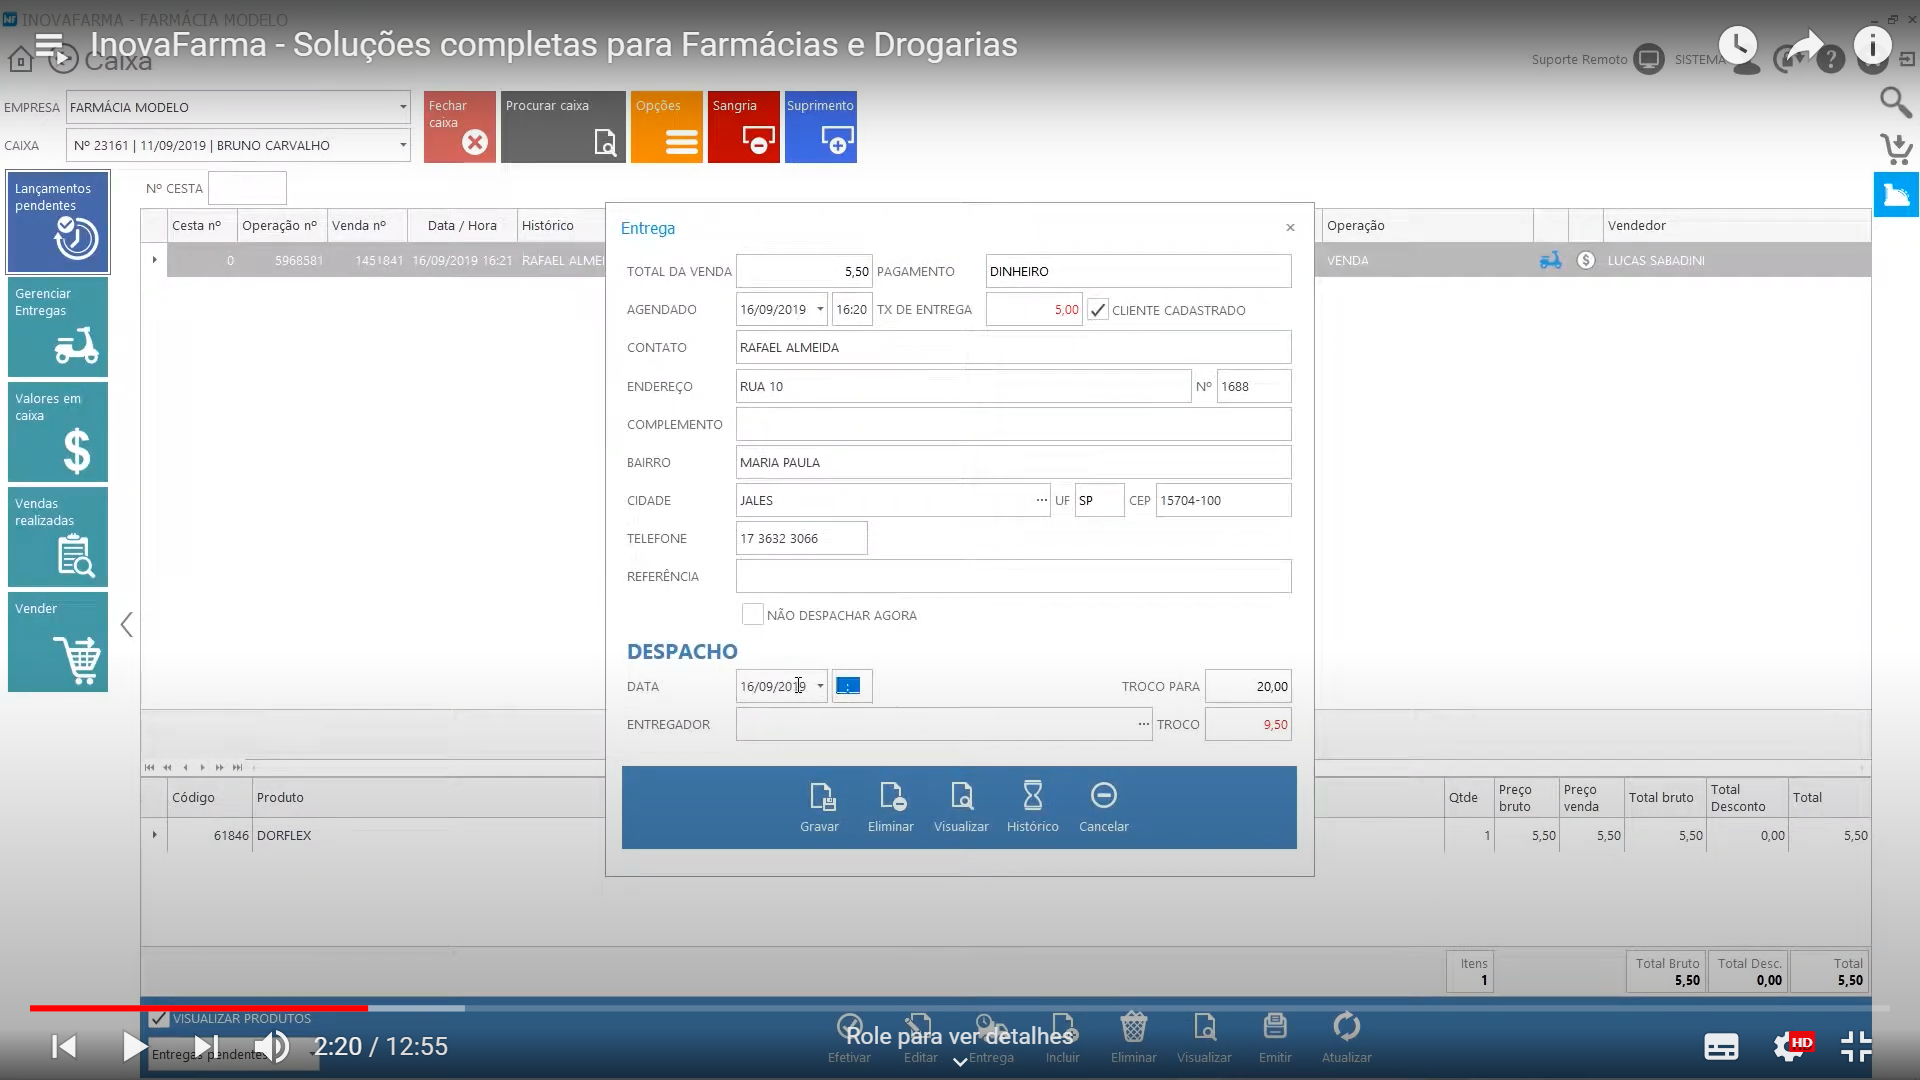 INOVAFARMA - FARMÁCIA MODELO
InovaFarma - Soluções completas para Farmácias e Drogarias
Caixa
Suporte Remoto
SISTEMA
EMPRESA FARMÁCIA MODELO
CAIXA Nº 23161 | 11/09/2019 | BRUNO CARVALHO
Fechar caixa
Procurar caixa
Opções
Sangria
Suprimento
Lançamentos pendentes
Gerenciar Entregas
Valores em caixa
Vendas realizadas
Vender
Nº CESTA
Cesta nº Operação nº Venda nº Data / Hora Histórico Operação Vendedor
0 5968581 1451841 16/09/2019 16:21 RAFAEL ALMEI VENDA LUCAS SABADINI
Entrega
TOTAL DA VENDA 5,50 PAGAMENTO DINHEIRO
AGENDADO 16/09/2019 16:20 TX DE ENTREGA 5,00 CLIENTE CADASTRADO
CONTATO RAFAEL ALMEIDA
ENDEREÇO RUA 10 Nº 1688
COMPLEMENTO
BAIRRO MARIA PAULA
CIDADE JALES ... UF SP CEP 15704-100
TELEFONE 17 3632 3066
REFERÊNCIA
NÃO DESPACHAR AGORA
DESPACHO
DATA 16/09/2019 : TROCO PARA 20,00
ENTREGADOR ... TROCO 9,50
Gravar Eliminar Visualizar Histórico Cancelar
Código Produto Qtde Preço bruto Preço venda Total bruto Total Desconto Total
61846 DORFLEX 1 5,50 5,50 5,50 0,00 5,50
Itens 1
Total Bruto 5,50
Total Desc. 0,00
Total 5,50
VISUALIZAR PRODUTOS
Entregas pendentes
2:20 / 12:55
Role para ver detalhes
Efetivar Editar Entrega Incluir Eliminar Visualizar Emitir Atualizar
HD